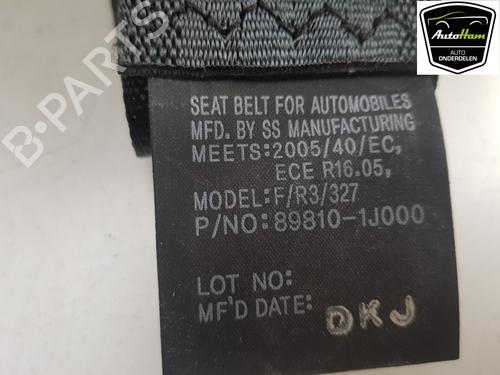 AutoHam
AUTO
ONDERDELEN
B-PARTS
SEAT BELT FOR AUTOMOBILES
MFD. BY SS MANUFACTURING
MEETS:2005/40/EC,
ECE R16.05,
MODEL:F/R3/327
P/NO:89810-1J000
LOT NO:
MF'D DATE: DKJ